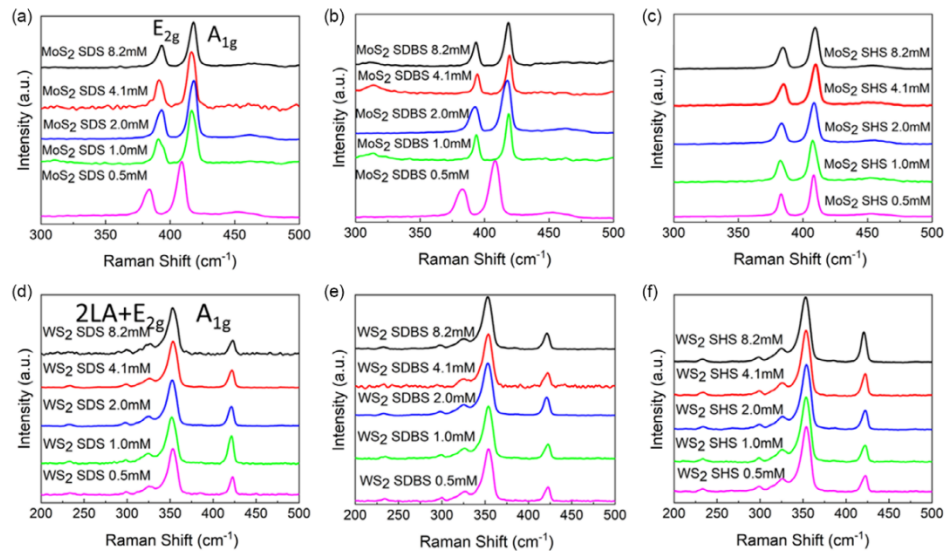 (a)
E₂g A₁g
MoS₂ SDS 8.2mM
MoS₂ SDS 4.1mM
MoS₂ SDS 2.0mM
MoS₂ SDS 1.0mM
MoS₂ SDS 0.5mM
Intensity (a.u.)
300 350 400 450 500
Raman Shift (cm⁻¹)
(b)
MoS₂ SDBS 8.2mM
MoS₂ SDBS 4.1mM
MoS₂ SDBS 2.0mM
MoS₂ SDBS 1.0mM
MoS₂ SDBS 0.5mM
Intensity (a.u.)
300 350 400 450 500
Raman Shift (cm⁻¹)
(c)
MoS₂ SHS 8.2mM
MoS₂ SHS 4.1mM
MoS₂ SHS 2.0mM
MoS₂ SHS 1.0mM
MoS₂ SHS 0.5mM
Intensity (a.u.)
300 350 400 450 500
Raman Shift (cm⁻¹)
(d)
2LA+E₂g A₁g
WS₂ SDS 8.2mM
WS₂ SDS 4.1mM
WS₂ SDS 2.0mM
WS₂ SDS 1.0mM
WS₂ SDS 0.5mM
Intensity (a.u.)
200 250 300 350 400 450 500
Raman Shift (cm⁻¹)
(e)
WS₂ SDBS 8.2mM
WS₂ SDBS 4.1mM
WS₂ SDBS 2.0mM
WS₂ SDBS 1.0mM
WS₂ SDBS 0.5mM
Intensity (a.u.)
200 250 300 350 400 450 500
Raman Shift (cm⁻¹)
(f)
WS₂ SHS 8.2mM
WS₂ SHS 4.1mM
WS₂ SHS 2.0mM
WS₂ SHS 1.0mM
WS₂ SHS 0.5mM
Intensity (a.u.)
200 250 300 350 400 450 500
Raman Shift (cm⁻¹)